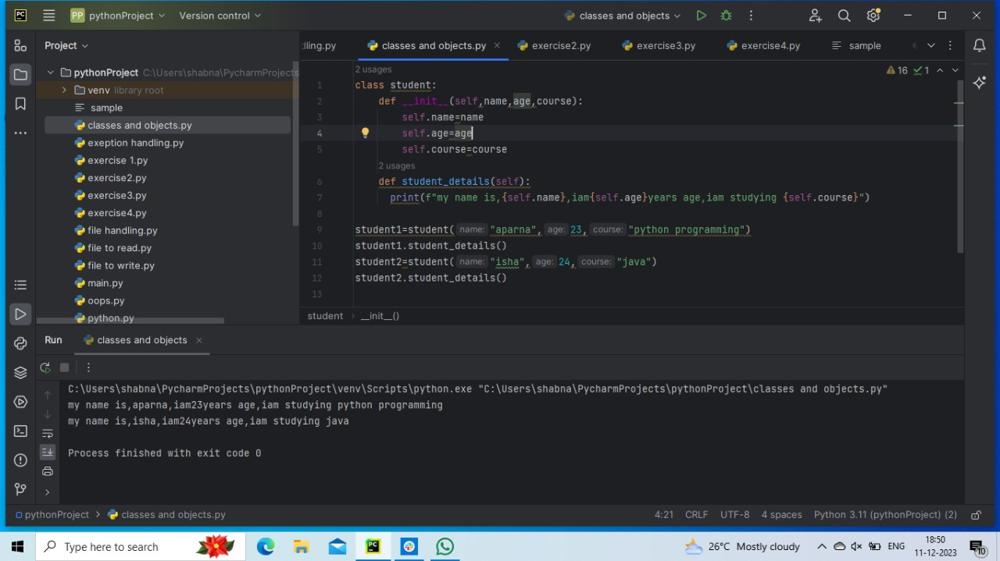 PC PP pythonProject Version control classes and objects
Project
pythonProject C:\Users\shabna\PycharmProjects
venv library root
sample
classes and objects.py
exeption handling.py
exercise 1.py
exercise2.py
exercise3.py
exercise4.py
file handling.py
file to read.py
file to write.py
main.py
oops.py
python.py
dling.py classes and objects.py exercise2.py exercise3.py exercise4.py sample
2 usages
16 1
1 class student:
2 def __init__(self,name,age,course):
3 self.name=name
4 self.age=age
5 self.course=course
2 usages
6 def student_details(self):
7 print(f"my name is,{self.name},iam{self.age}years age,iam studying {self.course}")
8
9 student1=student( name: "aparna", age: 23, course: "python programming")
10 student1.student_details()
11 student2=student( name: "isha", age: 24, course: "java")
12 student2.student_details()
13
student › __init__()
Run classes and objects
C:\Users\shabna\PycharmProjects\pythonProject\venv\Scripts\python.exe "C:\Users\shabna\PycharmProjects\pythonProject\classes and objects.py"
my name is,aparna,iam23years age,iam studying python programming
my name is,isha,iam24years age,iam studying java
Process finished with exit code 0
pythonProject › classes and objects.py 4:21 CRLF UTF-8 4 spaces Python 3.11 (pythonProject) (2)
Type here to search PC 26°C Mostly cloudy ENG 18:50
11-12-2023 10